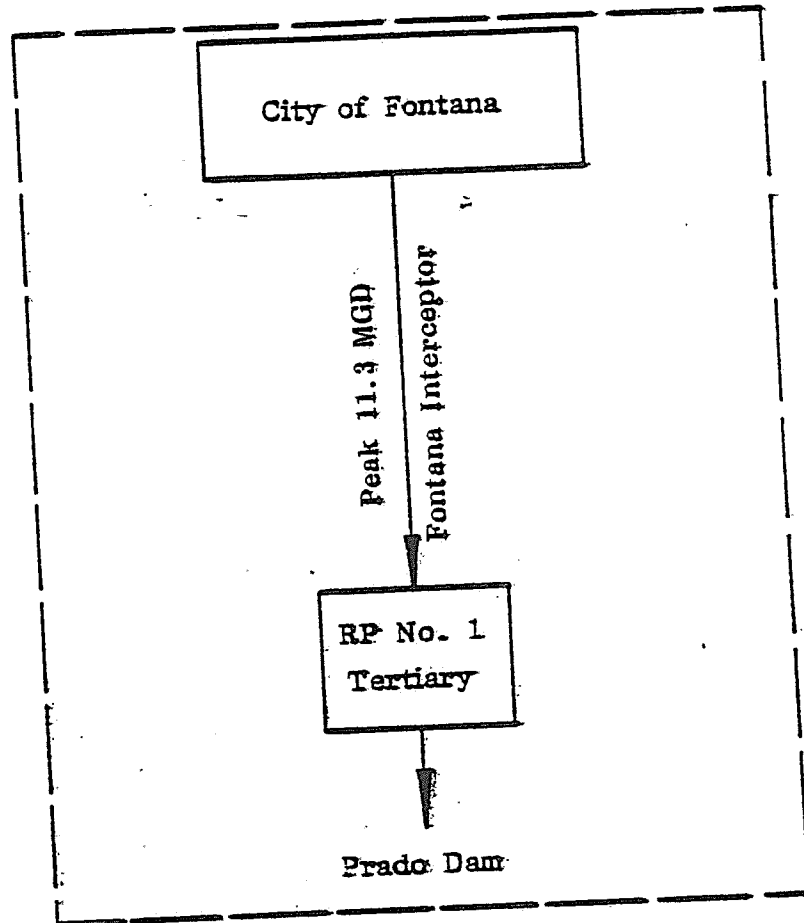 City of Fontana
Peak 11.3 MGD
Fontana Interceptor
RP No. 1
Tertiary
Prado Dam